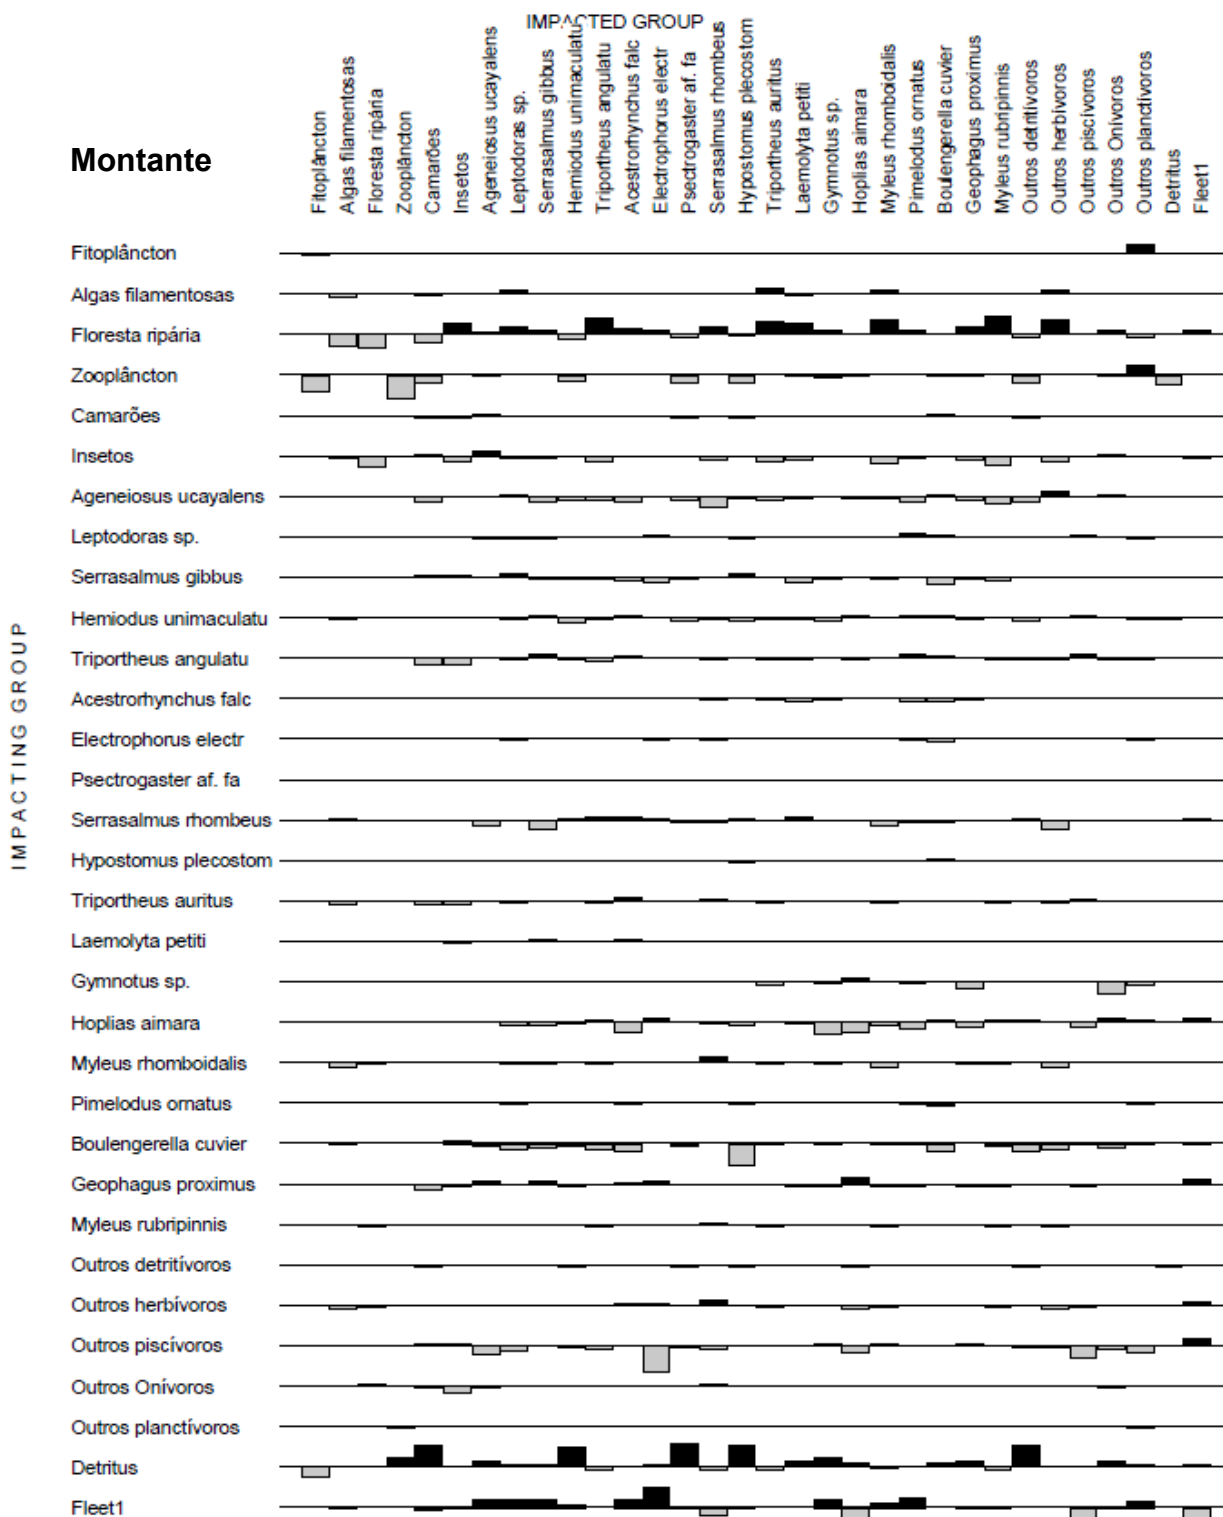 IMPACTED GROUP
Montante
Fitoplâncton
Algas filamentosas
Floresta ripária
Zooplâncton
Camarões
Insetos
Ageneiosus ucayalens
Leptodoras sp.
Serrasalmus gibbus
Hemiodus unimaculatu
Triportheus angulatu
Acestrorhynchus falc
Electrophorus electr
Psectrogaster af. fa
Serrasalmus rhombeus
Hypostomus plecostom
Triportheus auritus
Laemolyta petiti
Gymnotus sp.
Hoplias aimara
Myleus rhomboidalis
Pimelodus ornatus
Boulengerella cuvier
Geophagus proximus
Myleus rubripinnis
Outros detritívoros
Outros herbívoros
Outros piscívoros
Outros Onívoros
Outros planctívoros
Detritus
Fleet1
IMPACTING GROUP
Fitoplâncton
Algas filamentosas
Floresta ripária
Zooplâncton
Camarões
Insetos
Ageneiosus ucayalens
Leptodoras sp.
Serrasalmus gibbus
Hemiodus unimaculatu
Triportheus angulatu
Acestrorhynchus falc
Electrophorus electr
Psectrogaster af. fa
Serrasalmus rhombeus
Hypostomus plecostom
Triportheus auritus
Laemolyta petiti
Gymnotus sp.
Hoplias aimara
Myleus rhomboidalis
Pimelodus ornatus
Boulengerella cuvier
Geophagus proximus
Myleus rubripinnis
Outros detritívoros
Outros herbívoros
Outros piscívoros
Outros Onívoros
Outros planctívoros
Detritus
Fleet1